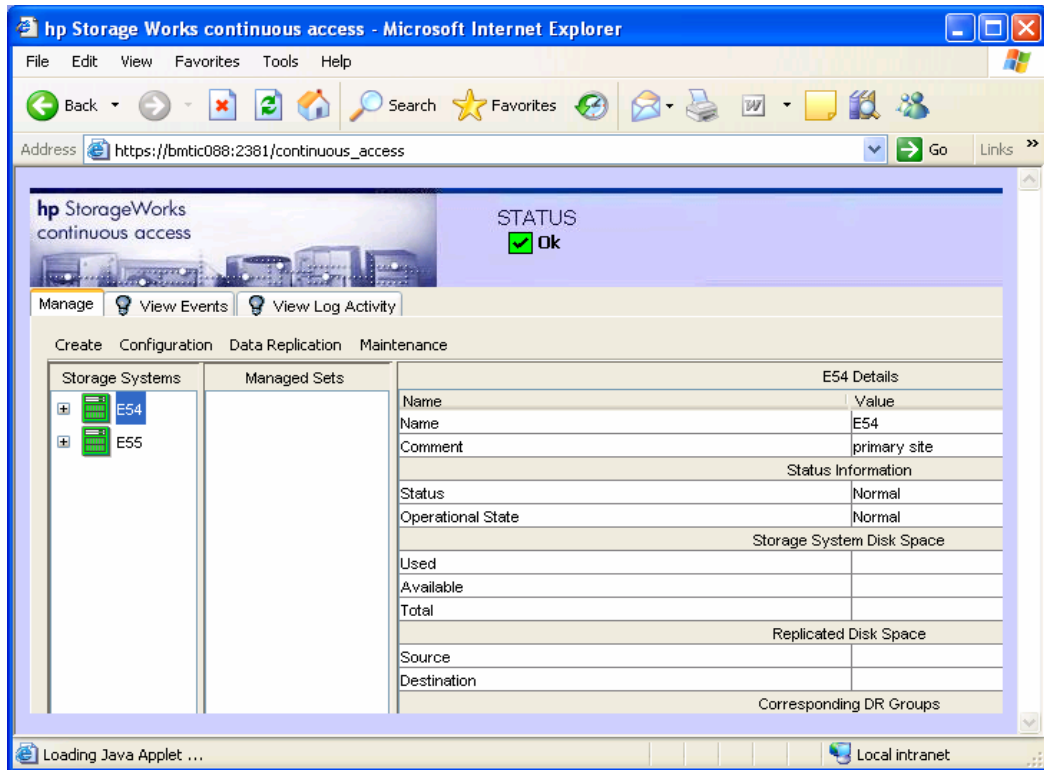 hp Storage Works continuous access - Microsoft Internet Explorer
File Edit View Favorites Tools Help
Back Search Favorites
Address https://bmtic088:2381/continuous_access Go Links »
hp StorageWorks
continuous access
STATUS
Ok
Manage View Events View Log Activity
Create Configuration Data Replication Maintenance
Storage Systems Managed Sets E54 Details
E54
E55
Name Value
Name E54
Comment primary site
Status Information
Status Normal
Operational State Normal
Storage System Disk Space
Used
Available
Total
Replicated Disk Space
Source
Destination
Corresponding DR Groups
Loading Java Applet ... Local intranet